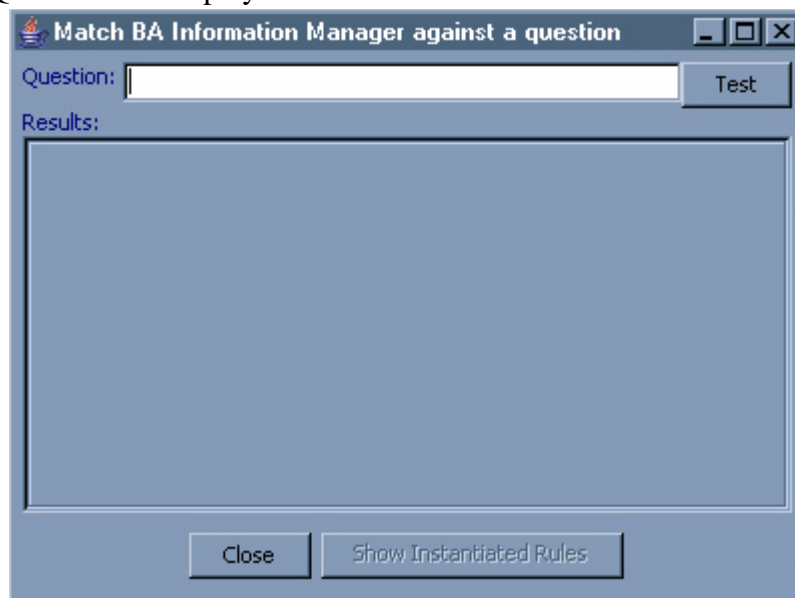 Match BA Information Manager against a question
Question:
Test
Results:
Close
Show Instantiated Rules